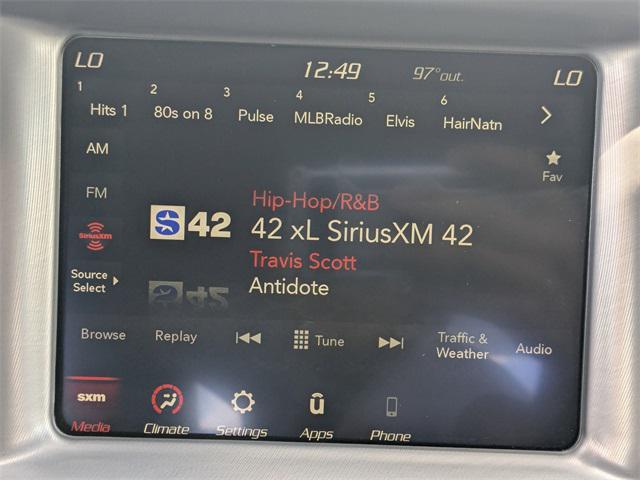 LO 12:49 97°out. LO
1 2 3 4 5 6
Hits 1 80s on 8 Pulse MLBRadio Elvis HairNatn
AM
Fav
FM
Hip-Hop/R&B
S 42 42 xL SiriusXM 42
SiriusXM
Travis Scott
Source
Select
Antidote
Browse Replay Tune Traffic &
Weather Audio
sxm
Media Climate Settings Apps Phone